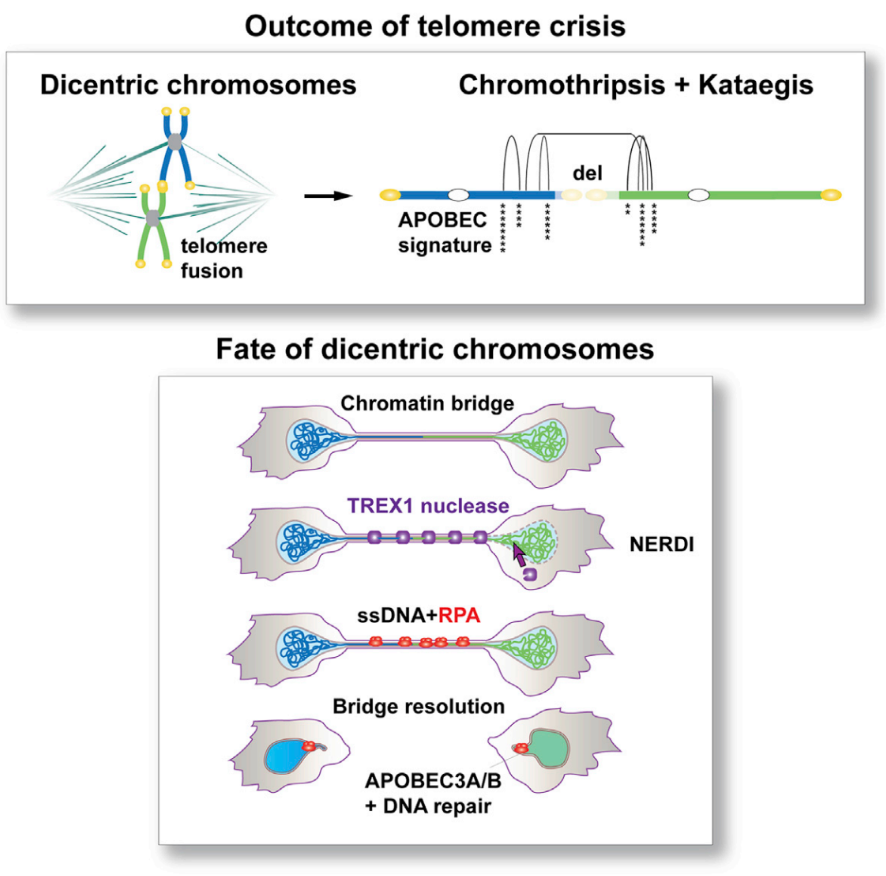 Outcome of telomere crisis
Dicentric chromosomes
Chromothripsis + Kataegis
telomere
fusion
del
APOBEC
signature
********
****
******
**
*******
*****
Fate of dicentric chromosomes
Chromatin bridge
TREX1 nuclease
NERDI
ssDNA+RPA
Bridge resolution
APOBEC3A/B
+ DNA repair